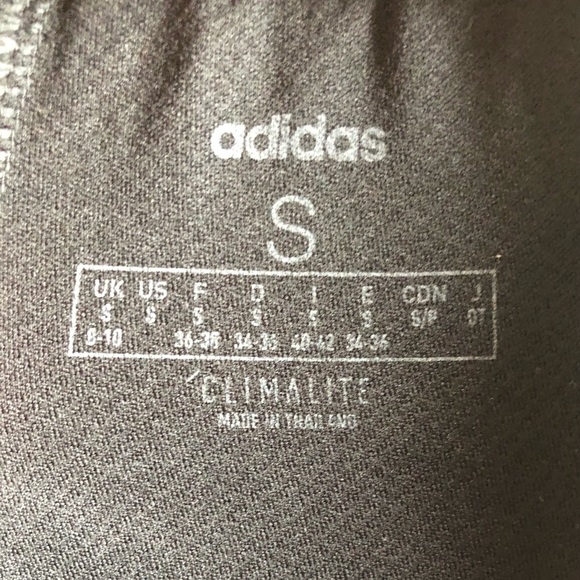 adidas
S
UK US F D I E CDN J
S S S S S S S/P OT
8-10 36-38 34-36 40-42 34-36
CLIMALITE
MADE IN THAILAND